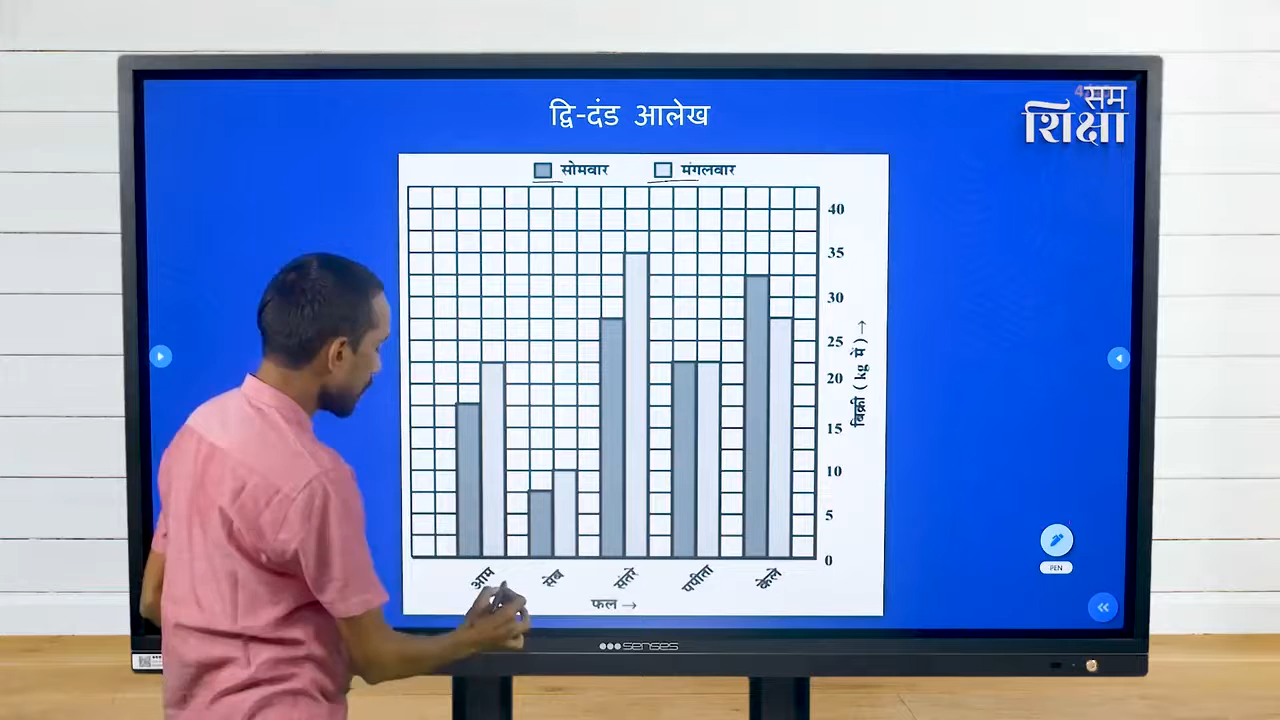 द्वि-दंड आलेख
सम
शिक्षा
सोमवार मंगलवार
40
35
30
25
20
15
10
5
0
बिक्री ( kg में ) →
आम सेब संतरे पपीता केले
फल →
PEN
senses